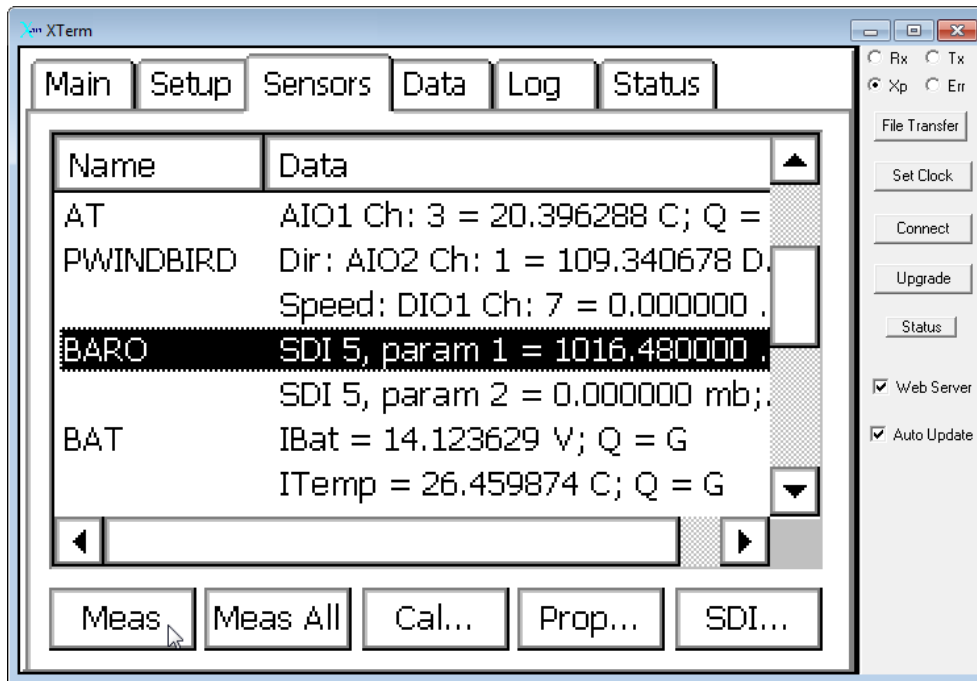 XTerm
Main Setup Sensors Data Log Status
Name Data
AT AIO1 Ch: 3 = 20.396288 C; Q =
PWINDBIRD Dir: AIO2 Ch: 1 = 109.340678 D.
Speed: DIO1 Ch: 7 = 0.000000 .
BARO SDI 5, param 1 = 1016.480000 .
SDI 5, param 2 = 0.000000 mb;.
BAT IBat = 14.123629 V; Q = G
ITemp = 26.459874 C; Q = G
Meas Meas All Cal... Prop... SDI...
Rx Tx
Xp Err
File Transfer
Set Clock
Connect
Upgrade
Status
Web Server
Auto Update